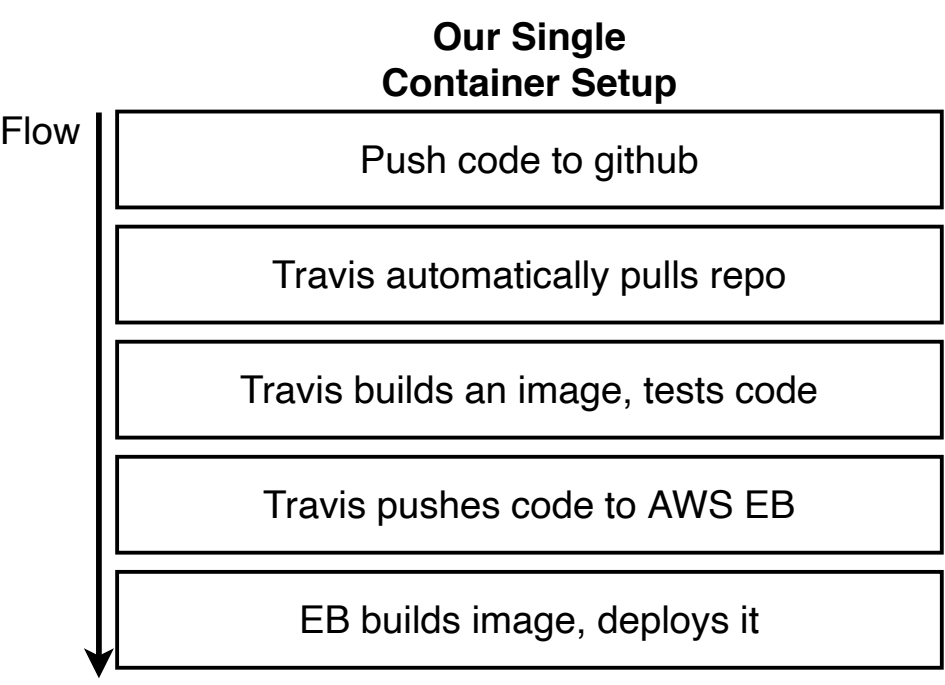 Our Single
Container Setup
Flow
Push code to github
Travis automatically pulls repo
Travis builds an image, tests code
Travis pushes code to AWS EB
EB builds image, deploys it